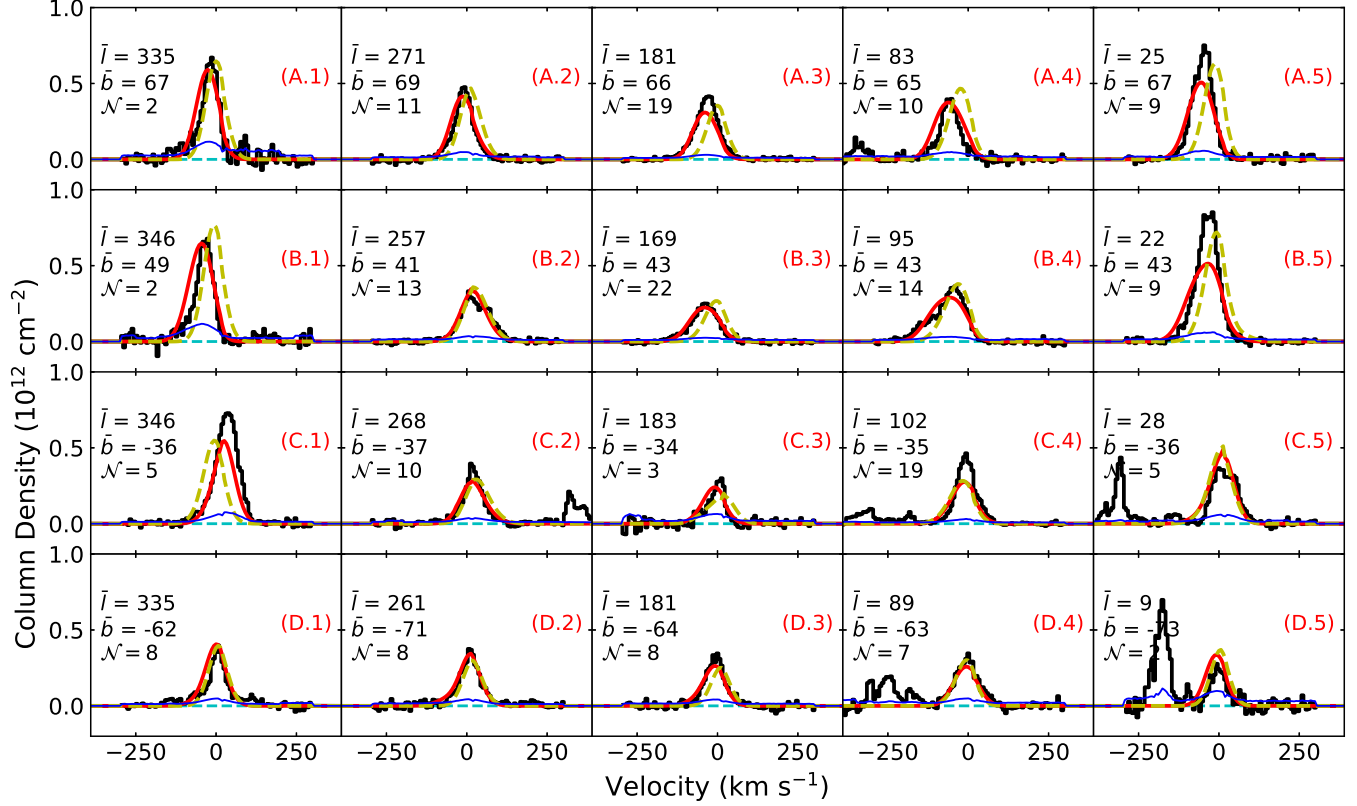 Column Density (10¹² cm⁻²)
1.0
0.5
0.0
l̄ = 335
b̄ = 67
𝒩 = 2
(A.1)
l̄ = 271
b̄ = 69
𝒩 = 11
(A.2)
l̄ = 181
b̄ = 66
𝒩 = 19
(A.3)
l̄ = 83
b̄ = 65
𝒩 = 10
(A.4)
l̄ = 25
b̄ = 67
𝒩 = 9
(A.5)
1.0
0.5
0.0
l̄ = 346
b̄ = 49
𝒩 = 2
(B.1)
l̄ = 257
b̄ = 41
𝒩 = 13
(B.2)
l̄ = 169
b̄ = 43
𝒩 = 22
(B.3)
l̄ = 95
b̄ = 43
𝒩 = 14
(B.4)
l̄ = 22
b̄ = 43
𝒩 = 9
(B.5)
1.0
0.5
0.0
l̄ = 346
b̄ = -36
𝒩 = 5
(C.1)
l̄ = 268
b̄ = -37
𝒩 = 10
(C.2)
l̄ = 183
b̄ = -34
𝒩 = 3
(C.3)
l̄ = 102
b̄ = -35
𝒩 = 19
(C.4)
l̄ = 28
b̄ = -36
𝒩 = 5
(C.5)
1.0
0.5
0.0
l̄ = 335
b̄ = -62
𝒩 = 8
(D.1)
l̄ = 261
b̄ = -71
𝒩 = 8
(D.2)
l̄ = 181
b̄ = -64
𝒩 = 8
(D.3)
l̄ = 89
b̄ = -63
𝒩 = 7
(D.4)
l̄ = 9
b̄ = -73
𝒩 =
(D.5)
−250 0 250 −250 0 250 −250 0 250 −250 0 250 −250 0 250
Velocity (km s⁻¹)